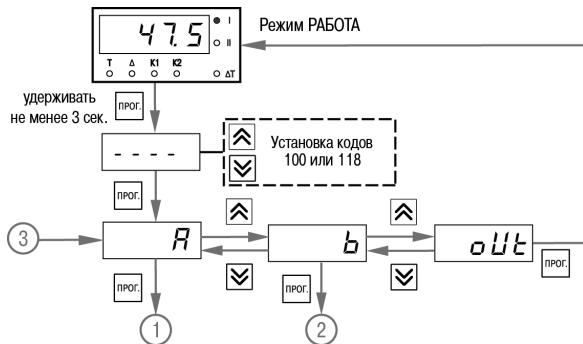 Режим РАБОТА
47.5
I
II
T Δ K1 K2
ΔT
удерживать
не менее 3 сек.
ПРОГ.
- - - -
Установка кодов
100 или 118
ПРОГ.
3
A
b
oUt
ПРОГ.
ПРОГ.
ПРОГ.
1
2